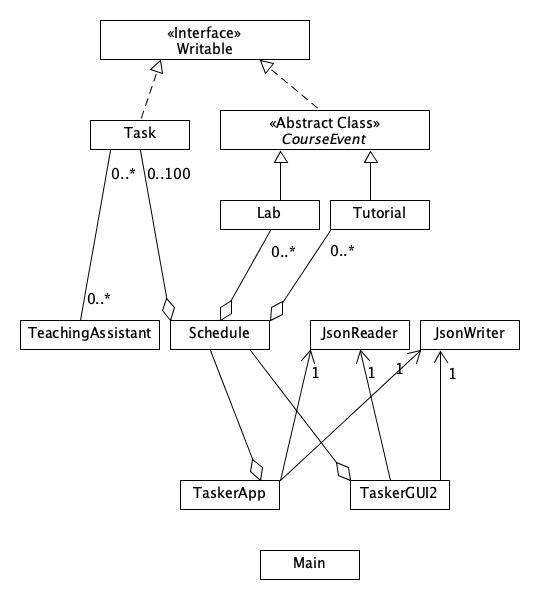 «Interface»
Writable
Task
«Abstract Class»
CourseEvent
0..*
0..100
Lab
Tutorial
0..*
0..*
0..*
TeachingAssistant
Schedule
JsonReader
JsonWriter
1
1
1
1
TaskerApp
TaskerGUI2
Main